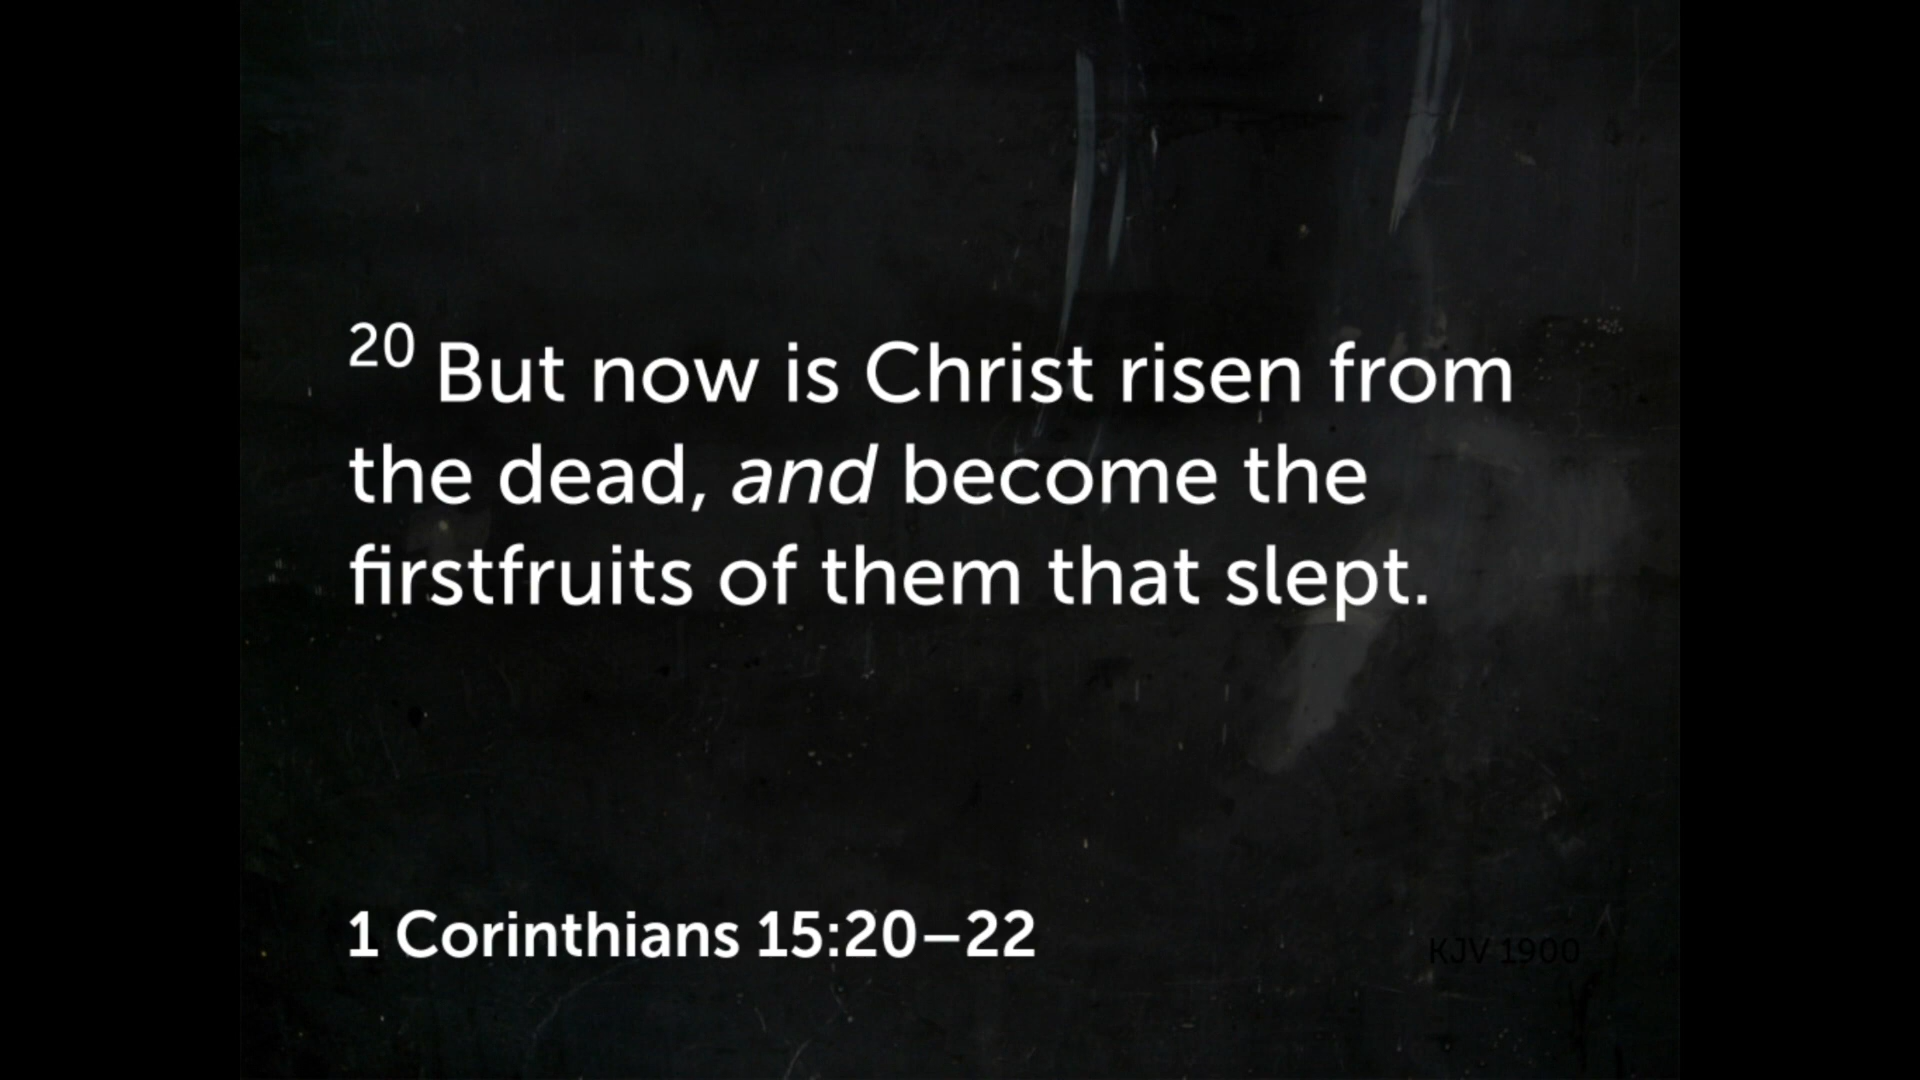 20 But now is Christ risen from
the dead, and become the
firstfruits of them that slept.
1 Corinthians 15:20–22
KJV 1900